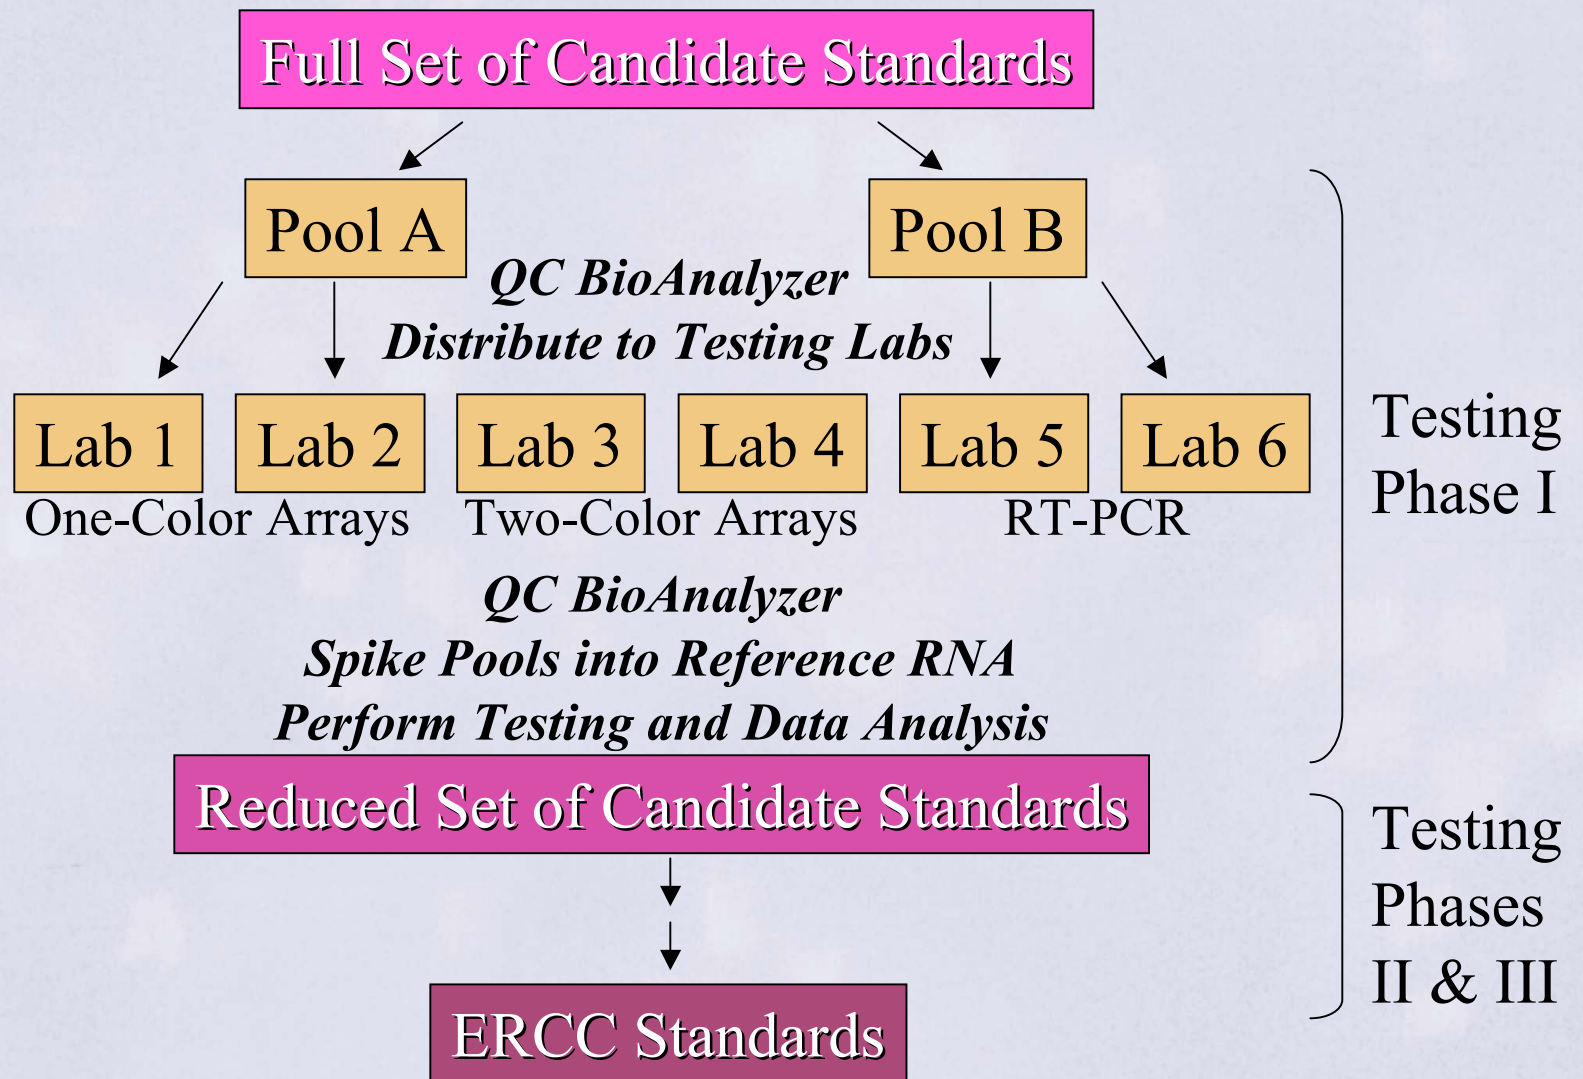 Full Set of Candidate Standards
Pool A
Pool B
QC BioAnalyzer
Distribute to Testing Labs
Lab 1
Lab 2
Lab 3
Lab 4
Lab 5
Lab 6
One-Color Arrays
Two-Color Arrays
RT-PCR
Testing
Phase I
QC BioAnalyzer
Spike Pools into Reference RNA
Perform Testing and Data Analysis
Reduced Set of Candidate Standards
Testing
Phases
II & III
ERCC Standards